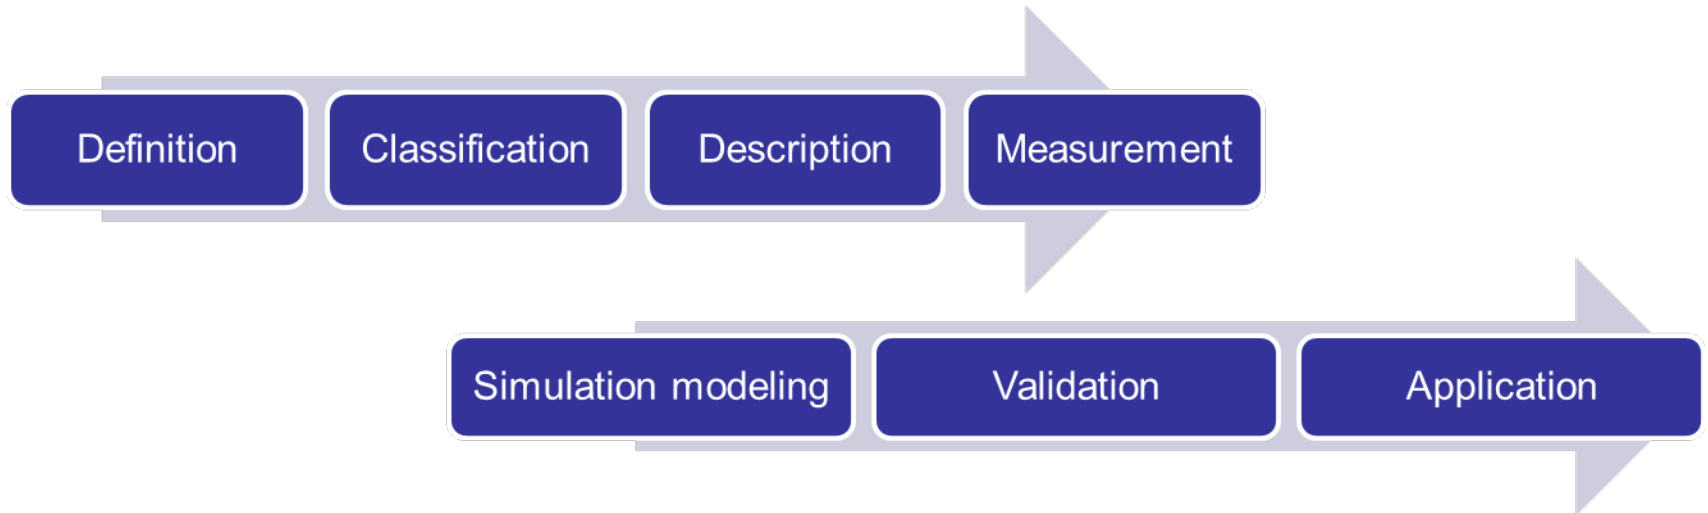 Definition
Classification
Description
Measurement
Simulation modeling
Validation
Application